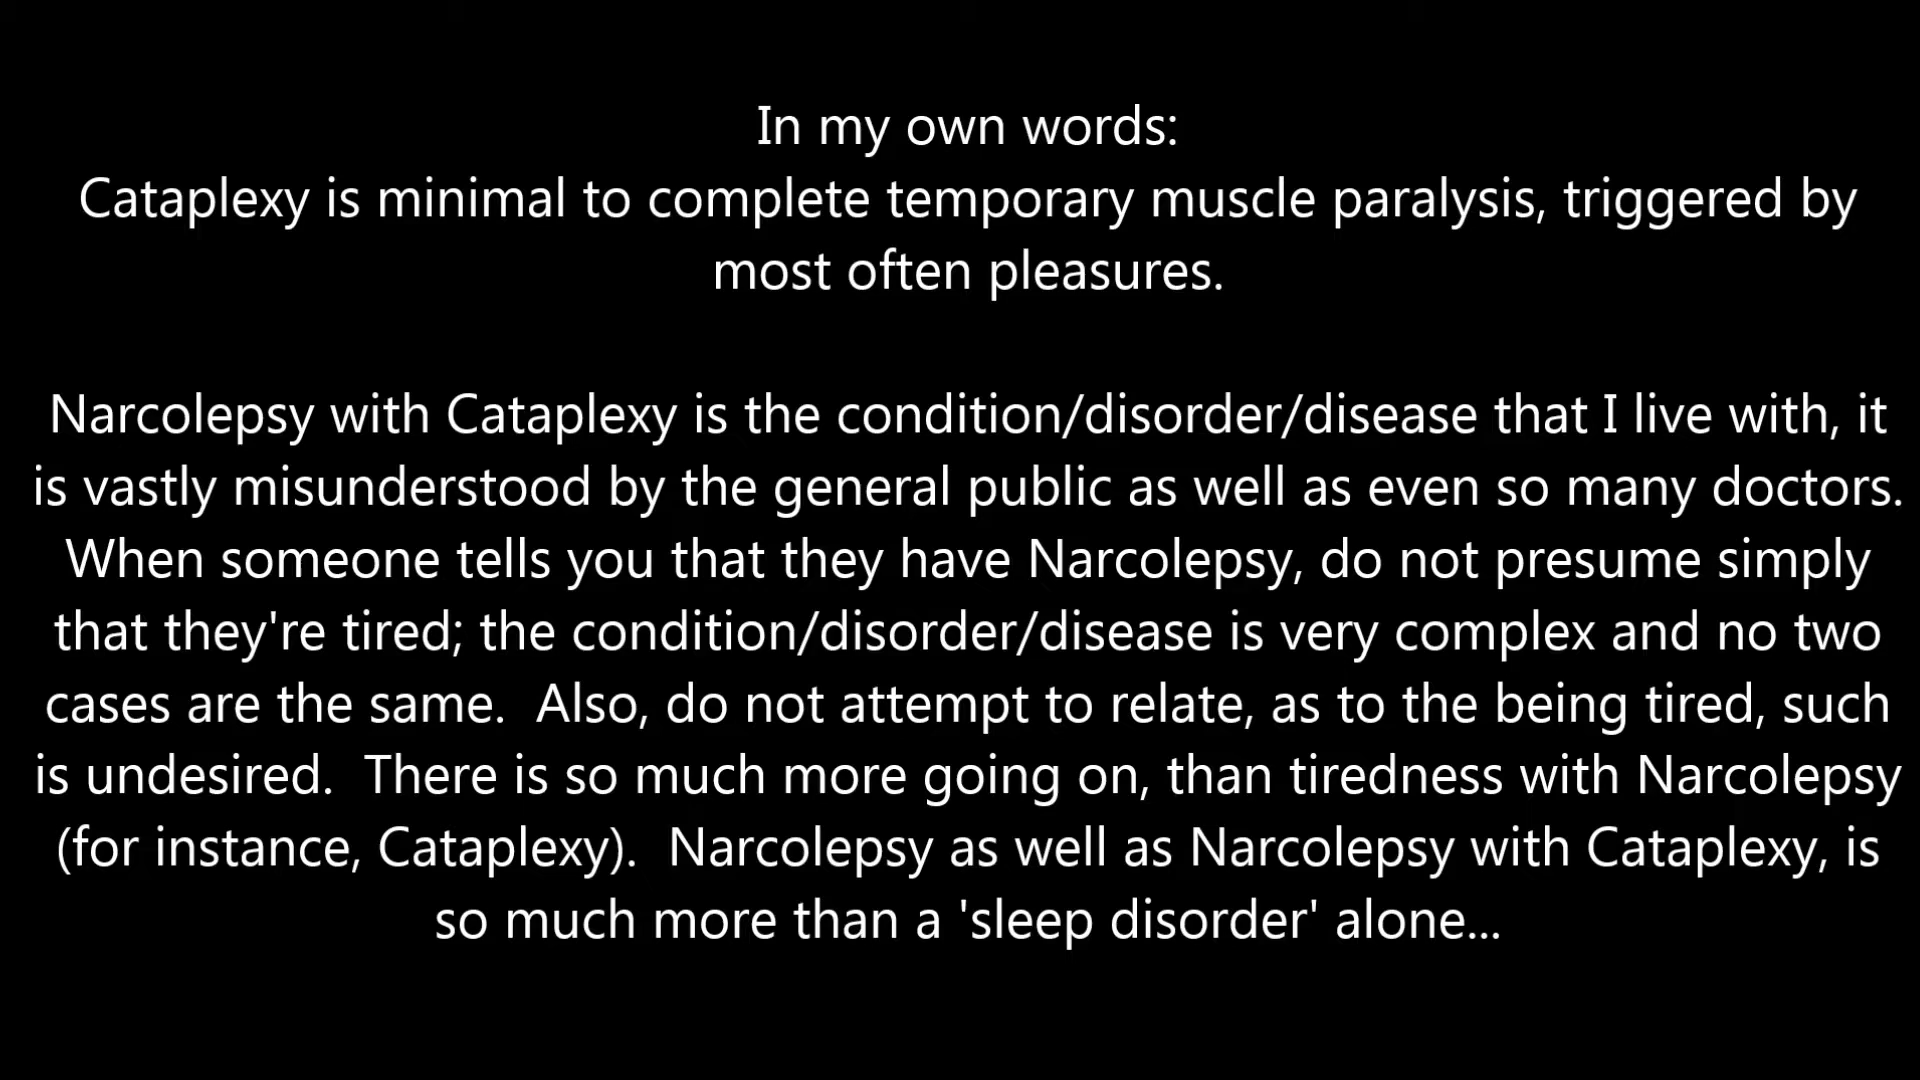 In my own words:
Cataplexy is minimal to complete temporary muscle paralysis, triggered by
most often pleasures.
Narcolepsy with Cataplexy is the condition/disorder/disease that I live with, it
is vastly misunderstood by the general public as well as even so many doctors.
When someone tells you that they have Narcolepsy, do not presume simply
that they're tired; the condition/disorder/disease is very complex and no two
cases are the same.  Also, do not attempt to relate, as to the being tired, such
is undesired.  There is so much more going on, than tiredness with Narcolepsy
(for instance, Cataplexy).  Narcolepsy as well as Narcolepsy with Cataplexy, is
so much more than a 'sleep disorder' alone...